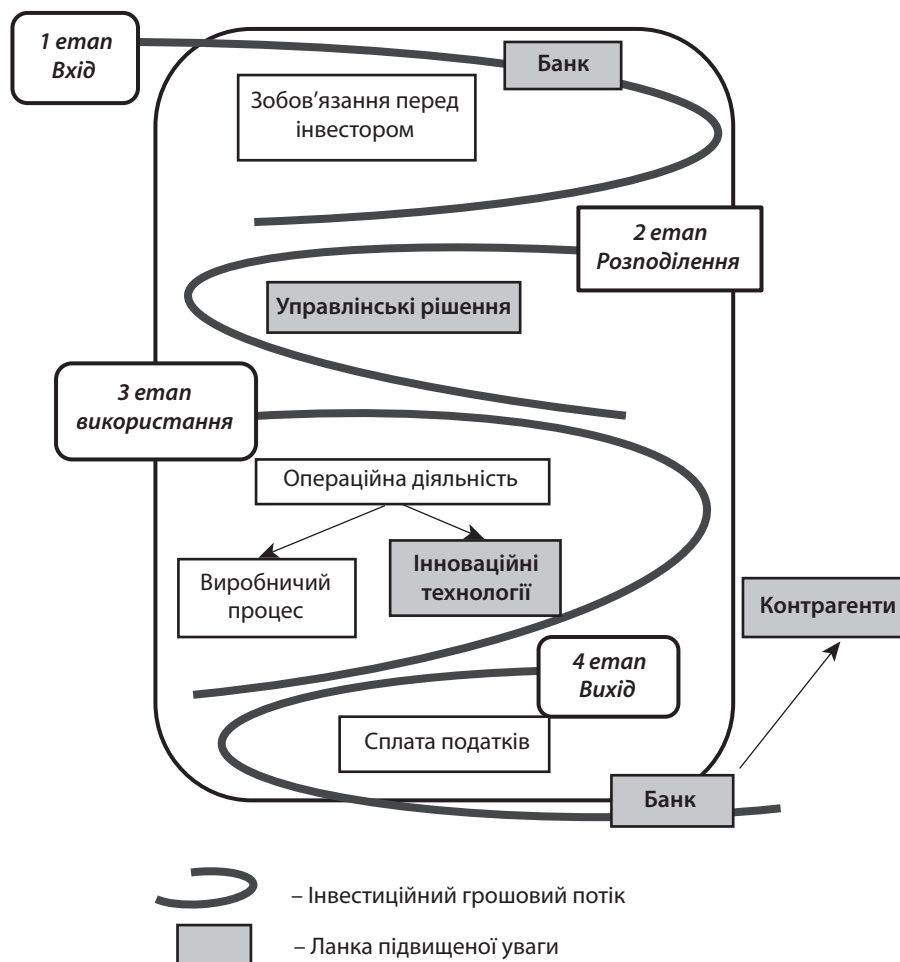 1 етап
Вхід
Банк
Зобов'язання перед
інвестором
2 етап
Розподілення
Управлінські рішення
3 етап
використання
Операційна діяльність
Виробничий
процес
Інноваційні
технології
Контрагенти
4 етап
Вихід
Сплата податків
Банк
– Інвестиційний грошовий потік
– Ланка підвищеної уваги